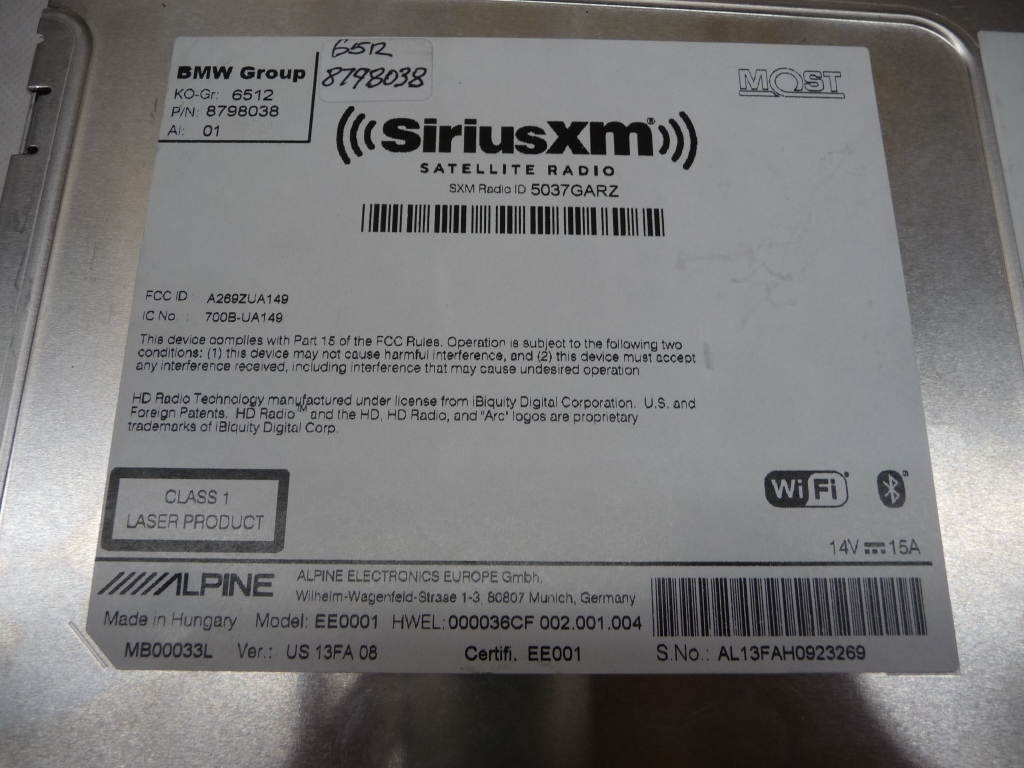 6512
8798038
BMW Group
KO-Gr: 6512
P/N: 8798038
AI: 01
MOST
SiriusXm®
SATELLITE RADIO
SXM Radio ID 5037GARZ
FCC ID A269ZUA149
IC No. : 700B-UA149
This device complies with Part 15 of the FCC Rules. Operation is subject to the following two
conditions: (1) this device may not cause harmful interference, and (2) this device must accept
any interference received, including interference that may cause undesired operation
HD Radio Technology manufactured under license from iBiquity Digital Corporation. U.S. and
Foreign Patents. HD Radio™ and the HD, HD Radio, and "Arc" logos are proprietary
trademarks of iBiquity Digital Corp.
CLASS 1
LASER PRODUCT
Wi Fi
14V 15A
ALPINE
ALPINE ELECTRONICS EUROPE Gmbh.
Wilhelm-Wagenfeld-Strase 1-3, 80807 Munich, Germany
Made in Hungary Model: EE0001 HWEL: 000036CF 002.001.004
MB00033L Ver.: US 13FA 08 Certifi. EE001 S.No.: AL13FAH0923269